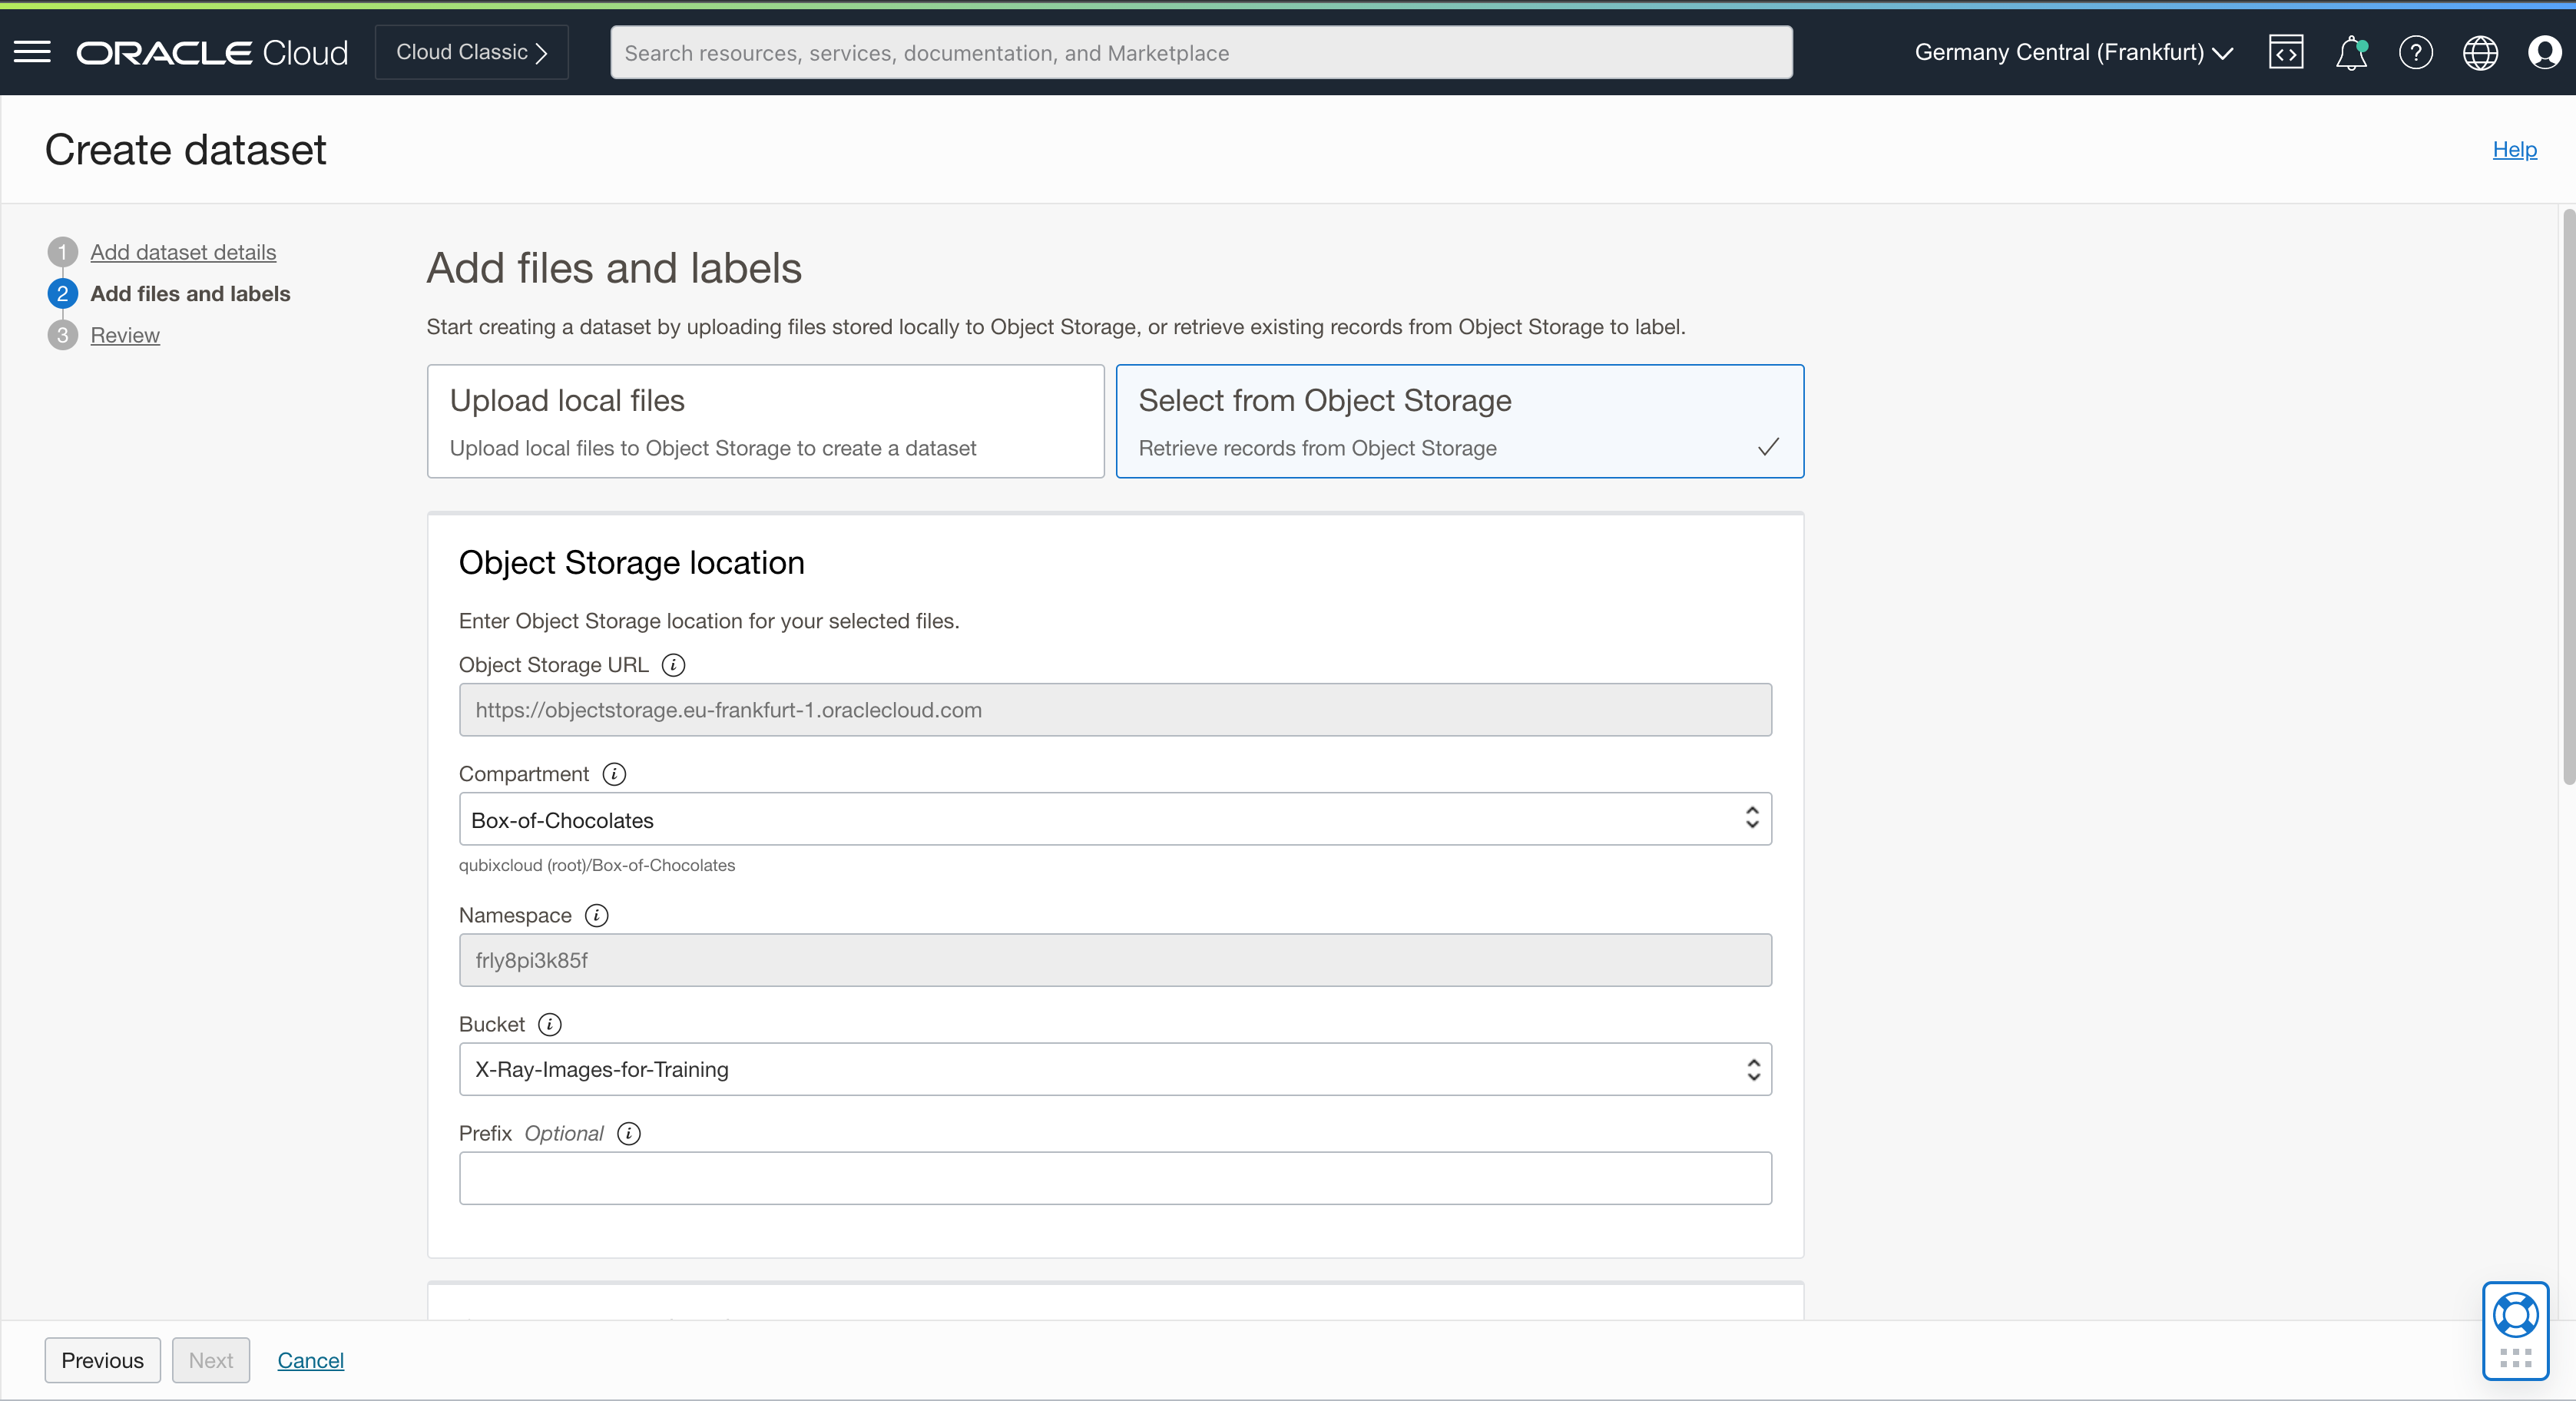 ORACLE Cloud
Cloud Classic
Search resources, services, documentation, and Marketplace
Germany Central (Frankfurt)
Create dataset
Help
1 Add dataset details
2 Add files and labels
3 Review
Add files and labels
Start creating a dataset by uploading files stored locally to Object Storage, or retrieve existing records from Object Storage to label.
Upload local files
Upload local files to Object Storage to create a dataset
Select from Object Storage
Retrieve records from Object Storage
Object Storage location
Enter Object Storage location for your selected files.
Object Storage URL
https://objectstorage.eu-frankfurt-1.oraclecloud.com
Compartment
Box-of-Chocolates
qubixcloud (root)/Box-of-Chocolates
Namespace
frly8pi3k85f
Bucket
X-Ray-Images-for-Training
Prefix Optional
Previous
Next
Cancel